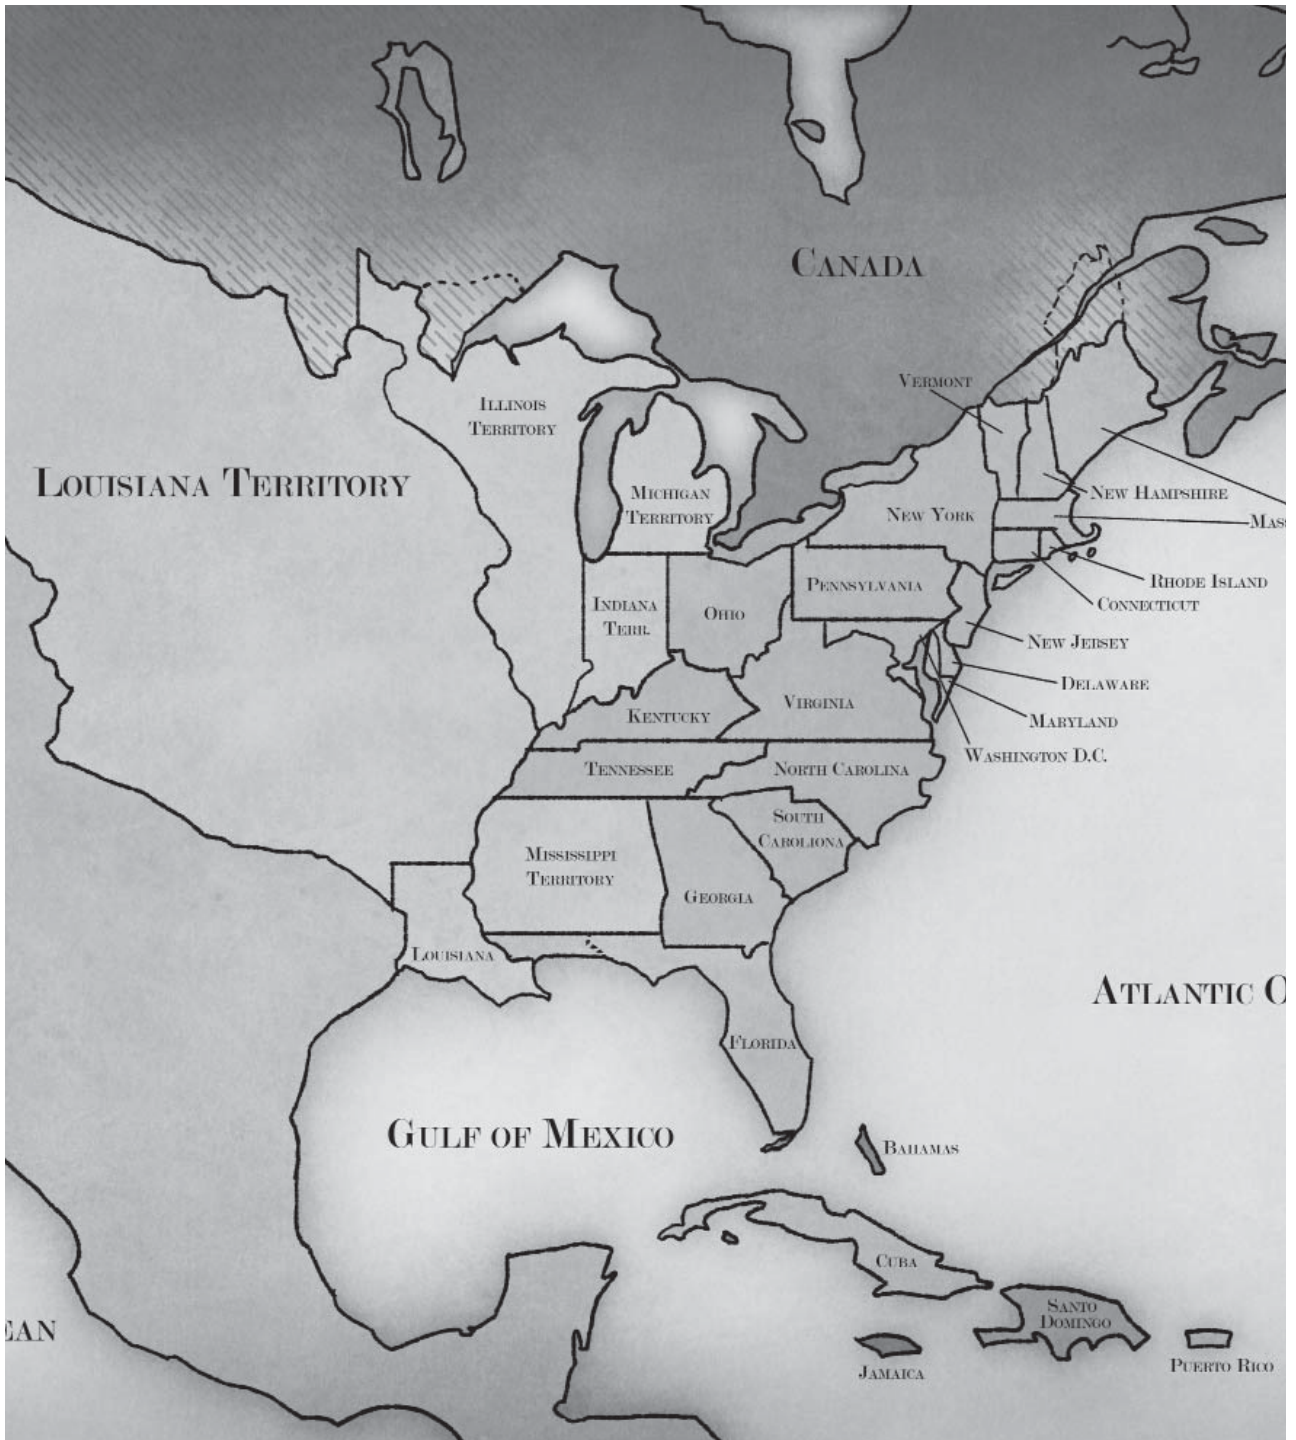 CANADA
VERMONT
ILLINOIS
TERRITORY
LOUISIANA TERRITORY
MICHIGAN
TERRITORY
NEW HAMPSHIRE
NEW YORK
MAS
RHODE ISLAND
PENNSYLVANIA
CONNECTICUT
INDIANA
TERR.
OHIO
NEW JERSEY
DELAWARE
VIRGINIA
KENTUCKY
MARYLAND
WASHINGTON D.C.
TENNESSEE
NORTH CAROLINA
SOUTH
CAROLIONA
MISSISSIPPI
TERRITORY
GEORGIA
LOUISIANA
ATLANTIC O
FLORIDA
GULF OF MEXICO
BAHAMAS
CUBA
SANTO
DOMINGO
EAN
PUERTO RICO
JAMAICA